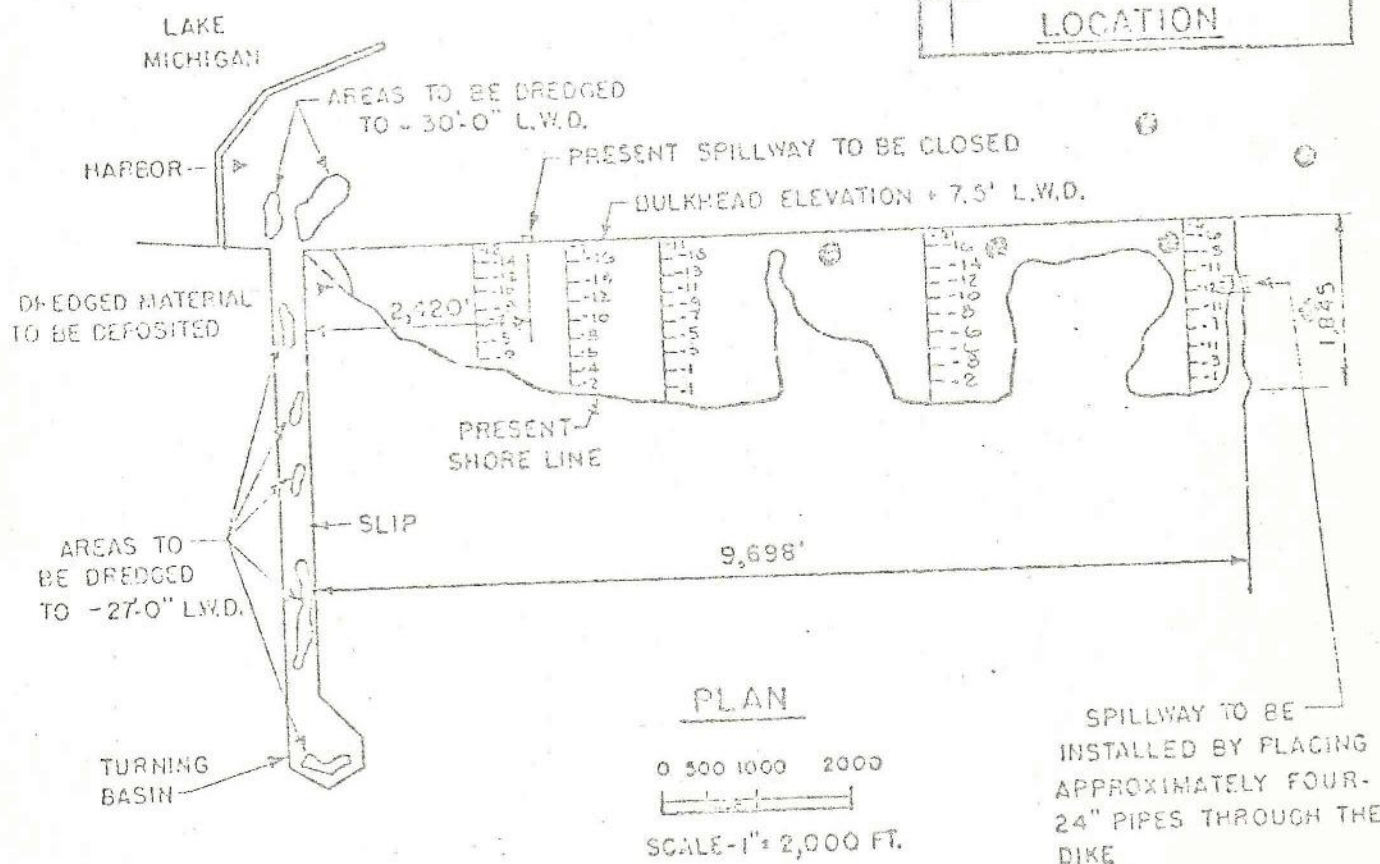 LOCATION
LAKE
MICHIGAN
AREAS TO BE DREDGED
TO - 30'-0" L.W.D.
HARBOR
PRESENT SPILLWAY TO BE CLOSED
BULKHEAD ELEVATION + 7.5' L.W.D.
DREDGED MATERIAL
TO BE DEPOSITED
2,420'
1,845
PRESENT
SHORE LINE
SLIP
9,698'
AREAS TO
BE DREDGED
TO -27'-0" L.W.D.
TURNING
BASIN
PLAN
0 500 1000 2000
SCALE-1"= 2,000 FT.
SPILLWAY TO BE
INSTALLED BY PLACING
APPROXIMATELY FOUR-
24" PIPES THROUGH THE
DIKE